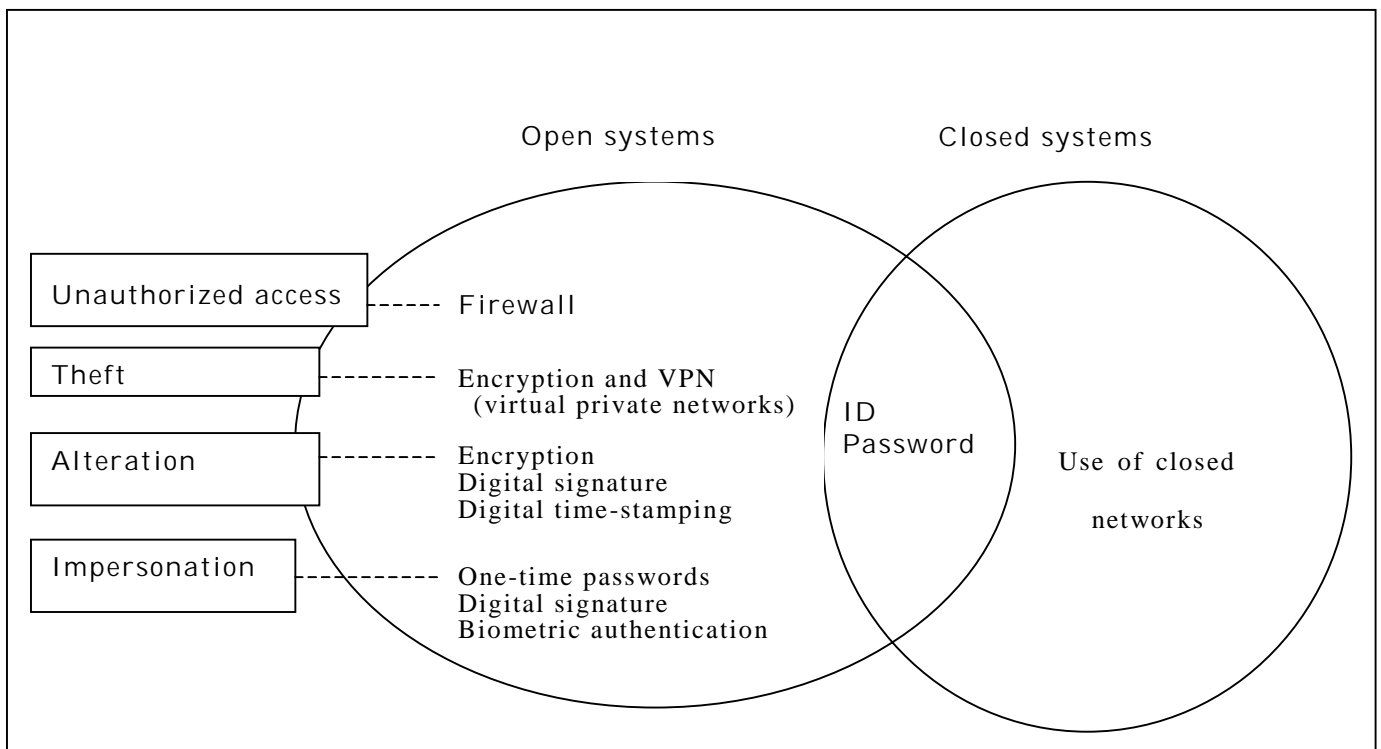 Open systems
Closed systems
Unauthorized access
Firewall
Theft
Encryption and VPN
(virtual private networks)
Alteration
Encryption
Digital signature
Digital time-stamping
Impersonation
One-time passwords
Digital signature
Biometric authentication
ID
Password
Use of closed
networks